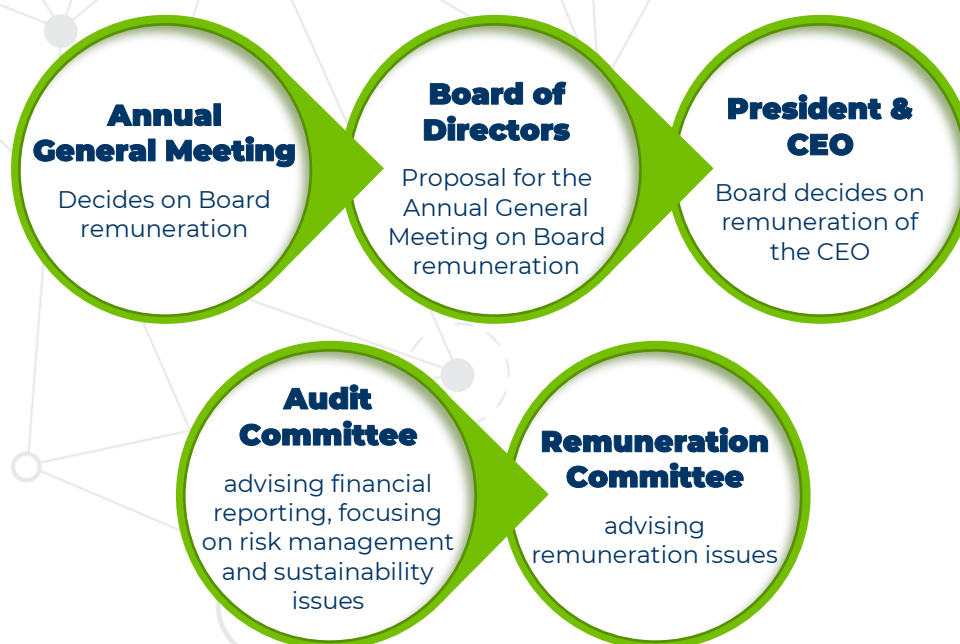 Annual
General Meeting
Decides on Board
remuneration
Board of
Directors
Proposal for the
Annual General
Meeting on Board
remuneration
President &
CEO
Board decides on
remuneration of
the CEO
Audit
Committee
advising financial
reporting, focusing
on risk management
and sustainability
issues
Remuneration
Committee
advising
remuneration issues